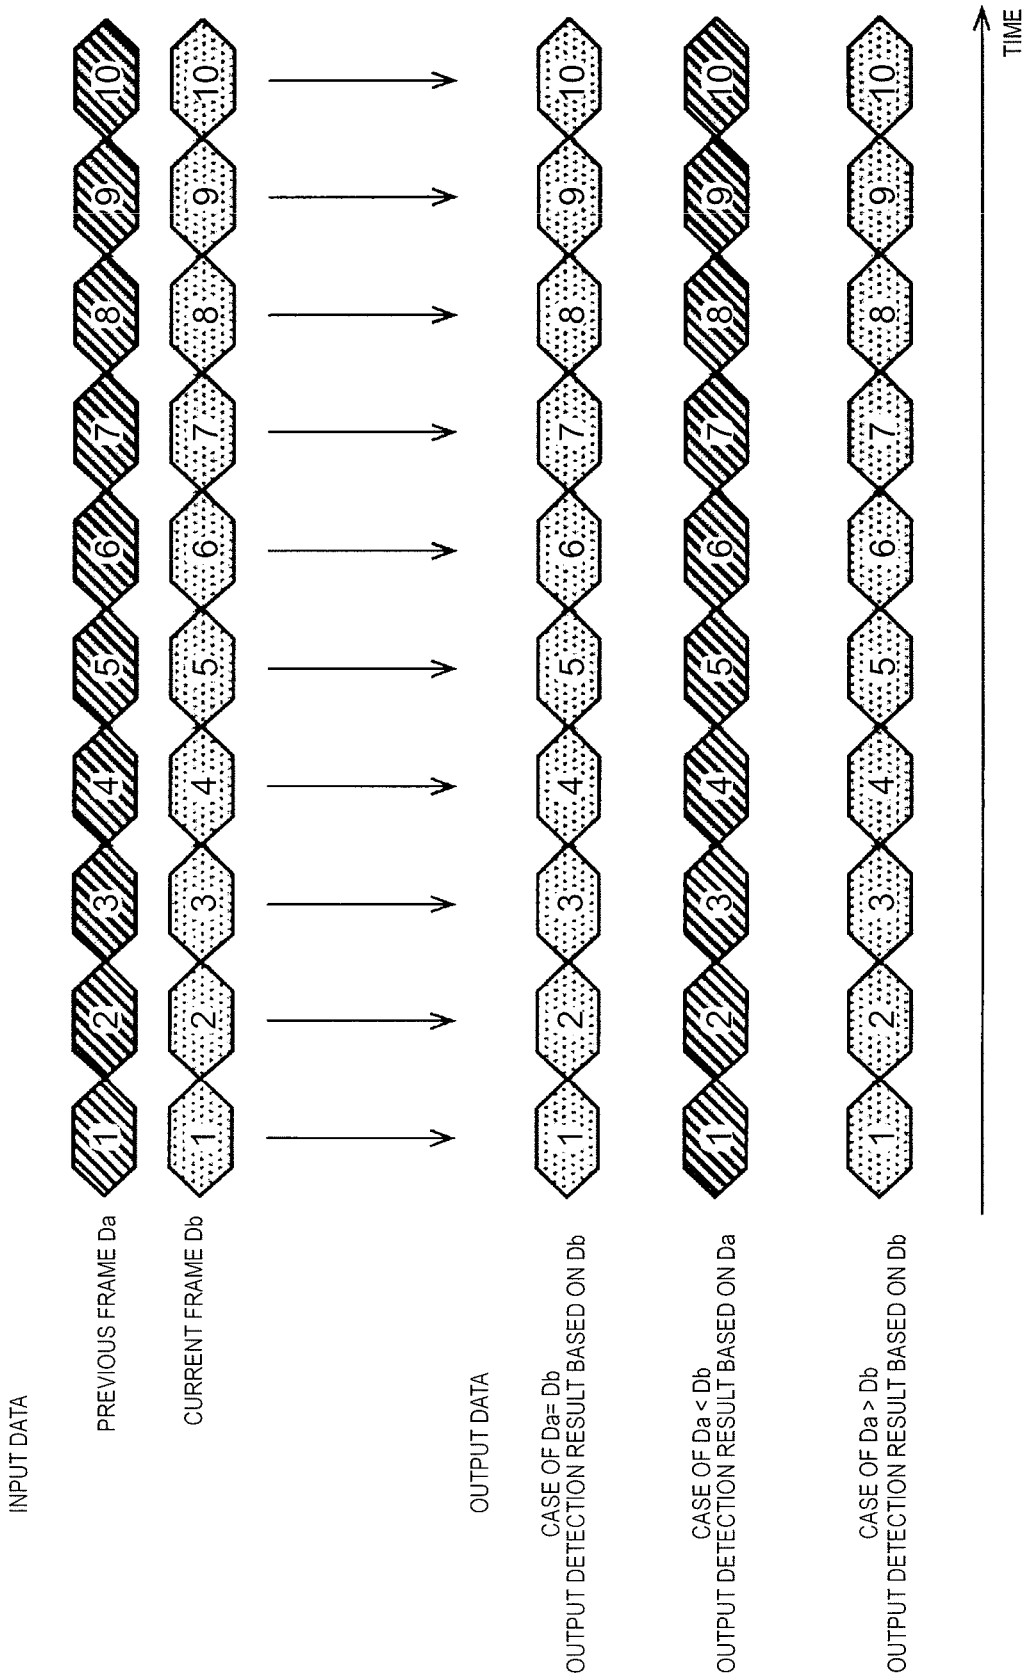 INPUT DATA
PREVIOUS FRAME Da 1 2 3 4 5 6 7 8 9 10
CURRENT FRAME Db 1 2 3 4 5 6 7 8 9 10
OUTPUT DATA
CASE OF Da= Db
OUTPUT DETECTION RESULT BASED ON Db 1 2 3 4 5 6 7 8 9 10
CASE OF Da < Db
OUTPUT DETECTION RESULT BASED ON Da 1 2 3 4 5 6 7 8 9 10
CASE OF Da > Db
OUTPUT DETECTION RESULT BASED ON Db 1 2 3 4 5 6 7 8 9 10
TIME